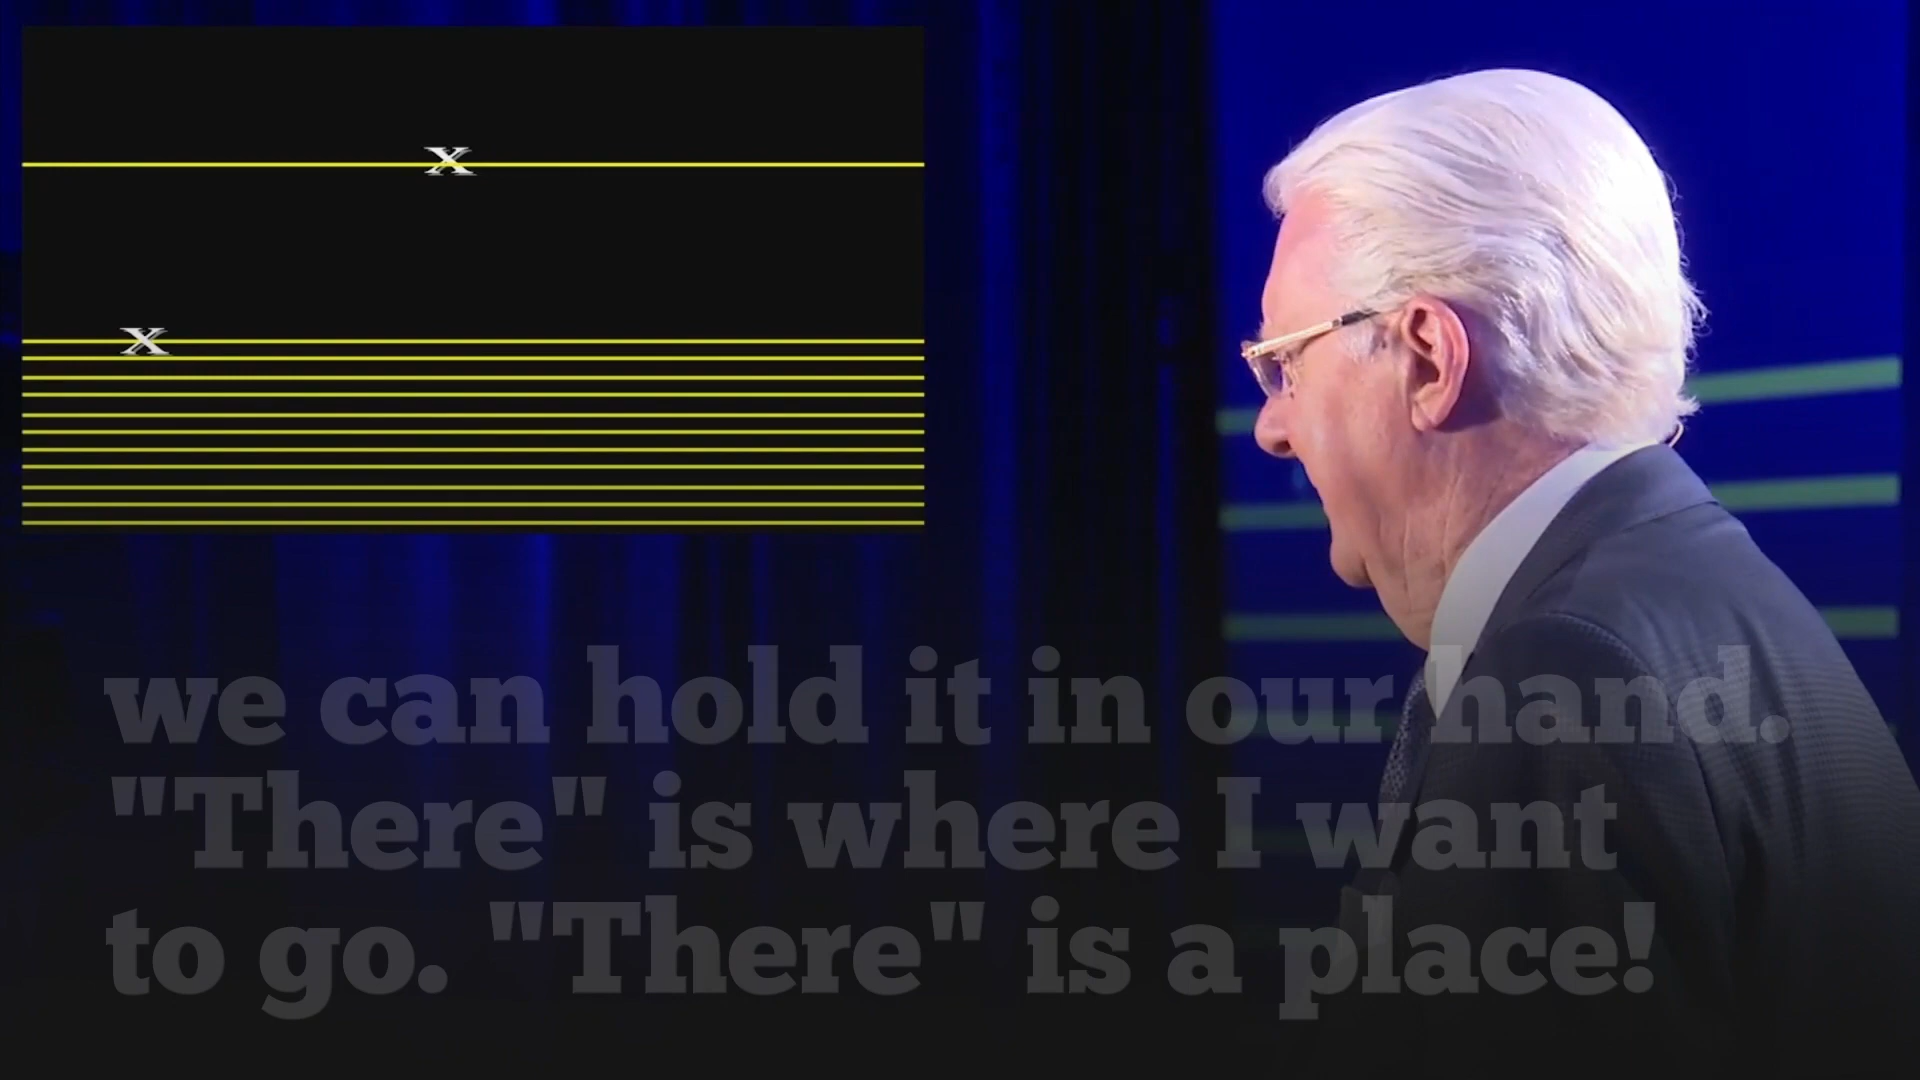 X
X
we can hold it in our hand.
"There" is where I want
to go. "There" is a place!